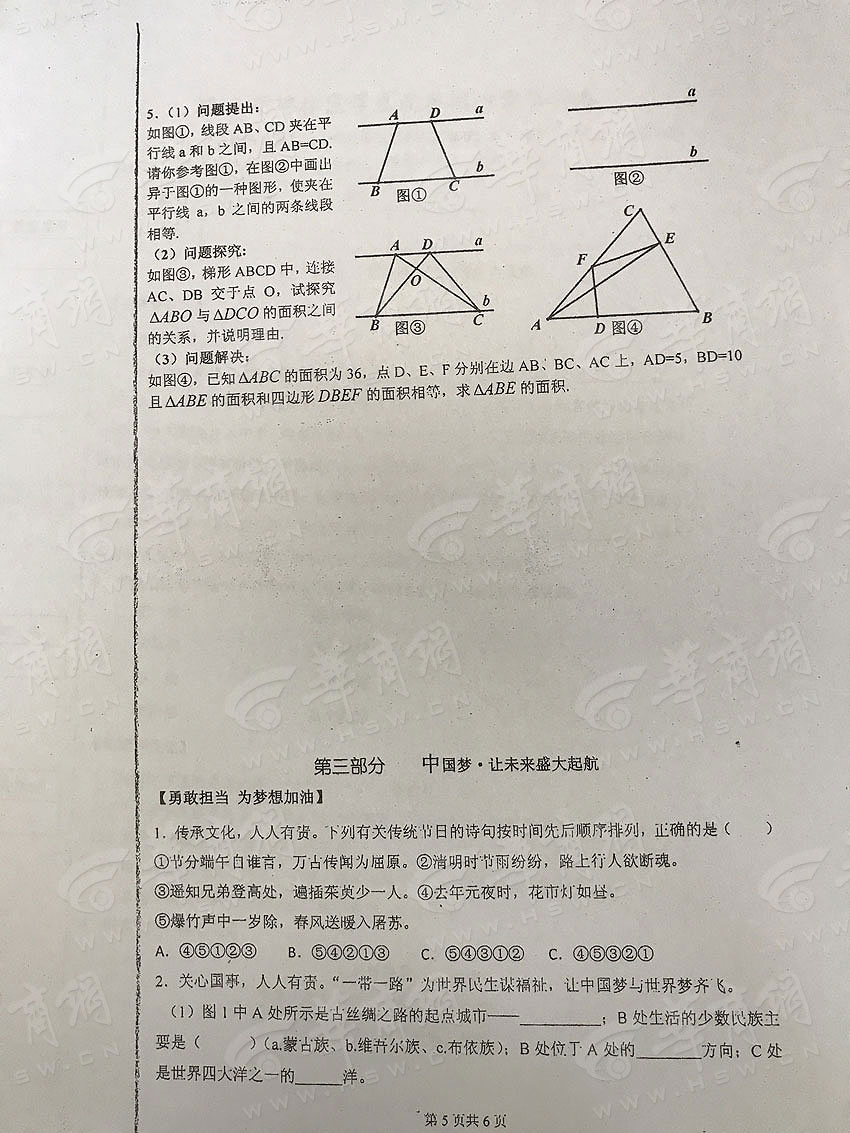 5.（1）问题提出：
如图①，线段 AB、CD 夹在平
行线 a 和 b 之间，且 AB=CD.
请你参考图①，在图②中画出
异于图①的一种图形，使夹在
平行线 a，b 之间的两条线段
相等.
A D a
b
B C
图①
a
b
图②
（2）问题探究：
如图③，梯形 ABCD 中，连接
AC、DB 交于点 O，试探究
△ABO 与△DCO 的面积之间
的关系，并说明理由.
A D a
O
b
B C
图③
C
E
F
A D B
图④
（3）问题解决：
如图④，已知△ABC 的面积为 36，点 D、E、F 分别在边 AB、BC、AC 上，AD=5，BD=10
且△ABE 的面积和四边形 DBEF 的面积相等，求△ABE 的面积.
第三部分 中国梦·让未来盛大起航
【勇敢担当 为梦想加油】
1．传承文化，人人有责。下列有关传统节日的诗句按时间先后顺序排列，正确的是（ ）
①节分端午自谁言，万古传闻为屈原。②清明时节雨纷纷，路上行人欲断魂。
③遥知兄弟登高处，遍插茱萸少一人。④去年元夜时，花市灯如昼。
⑤爆竹声中一岁除，春风送暖入屠苏。
A．④⑤①②③ B．⑤④②①③ C．⑤④③①② C．④⑤③②①
2．关心国事，人人有责。“一带一路”为世界民生谋福祉，让中国梦与世界梦齐飞。
（1）图 1 中 A 处所示是古丝绸之路的起点城市——________；B 处生活的少数民族主
要是（ ）（a.蒙古族、b.维吾尔族、c.布依族）；B 处位于 A 处的_______方向；C 处
是世界四大洋之一的_____洋。
第 5 页共 6 页
华商网
WWW.HSW.CN